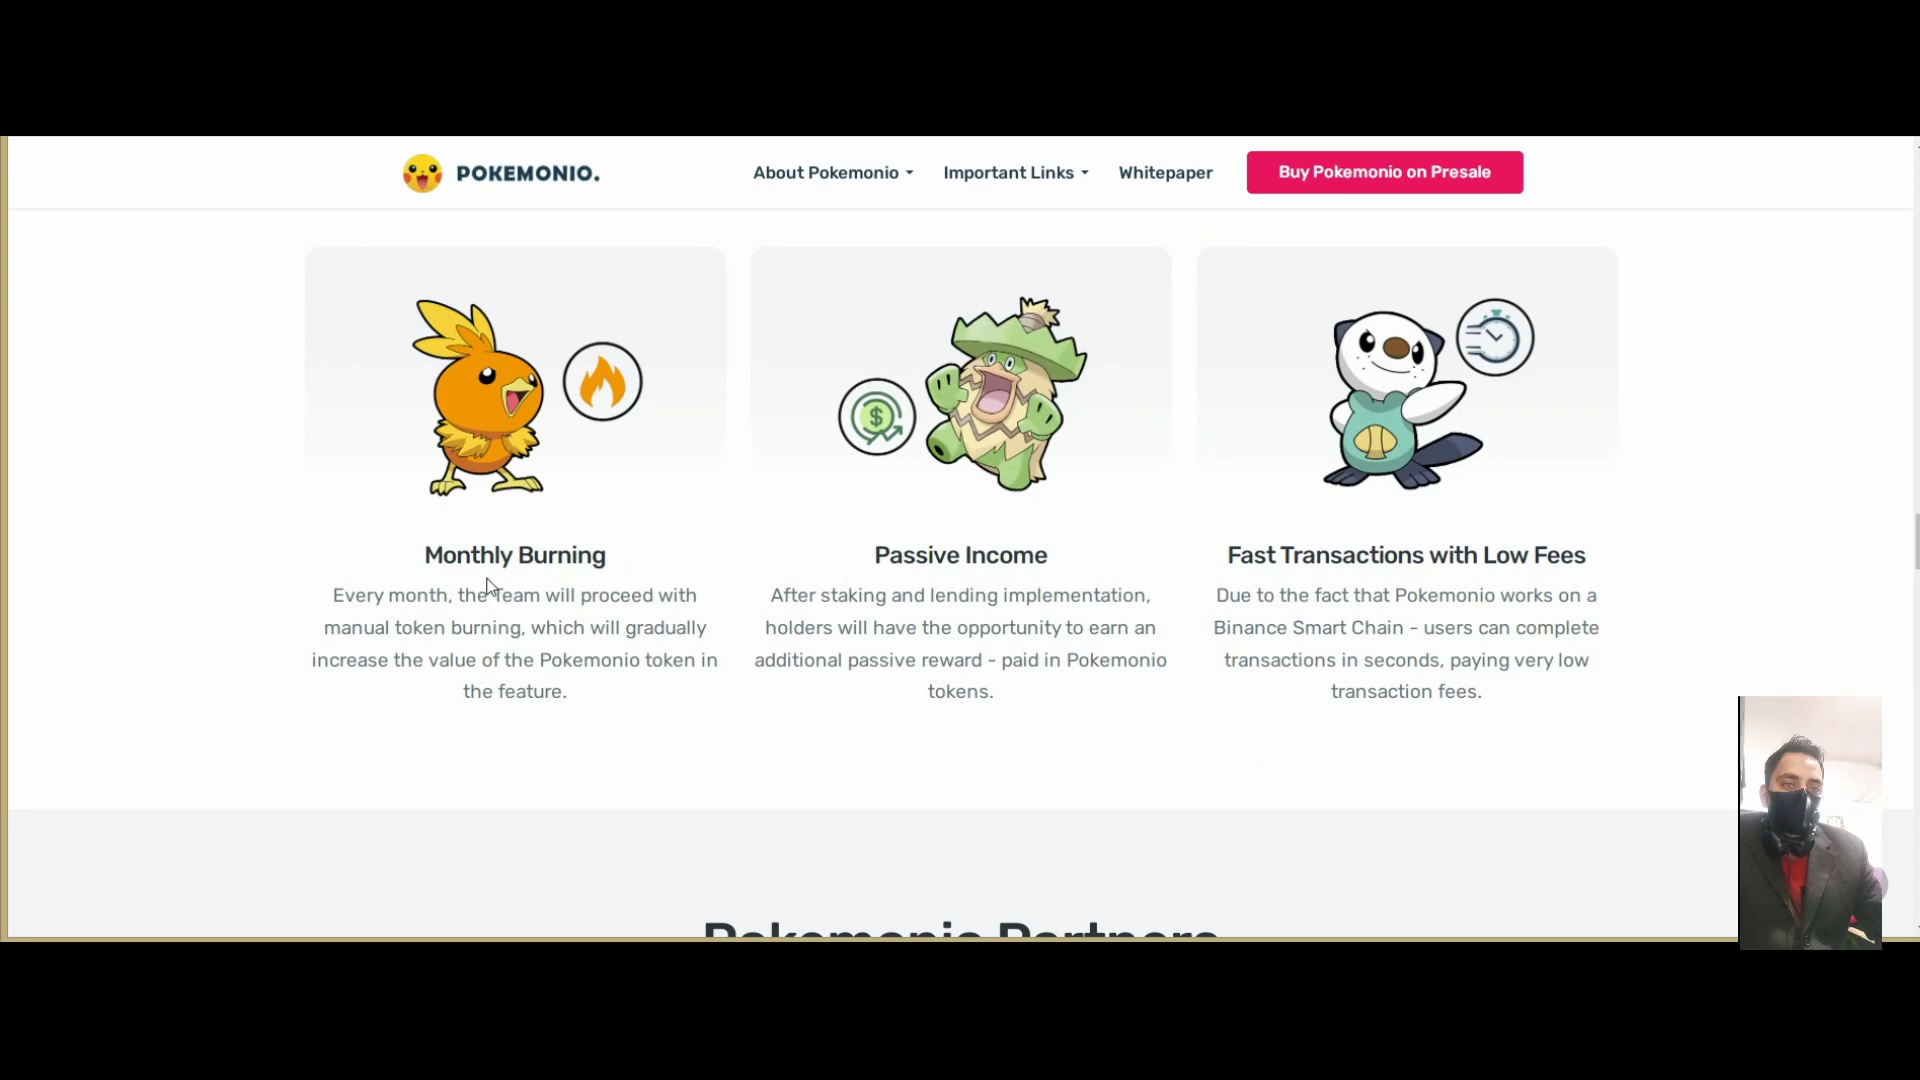 POKEMONIO.
About Pokemonio
Important Links
Whitepaper
Buy Pokemonio on Presale
Monthly Burning
Every month, the Team will proceed with
manual token burning, which will gradually
increase the value of the Pokemonio token in
the feature.
Passive Income
After staking and lending implementation,
holders will have the opportunity to earn an
additional passive reward - paid in Pokemonio
tokens.
Fast Transactions with Low Fees
Due to the fact that Pokemonio works on a
Binance Smart Chain - users can complete
transactions in seconds, paying very low
transaction fees.
Pokemonio Partners